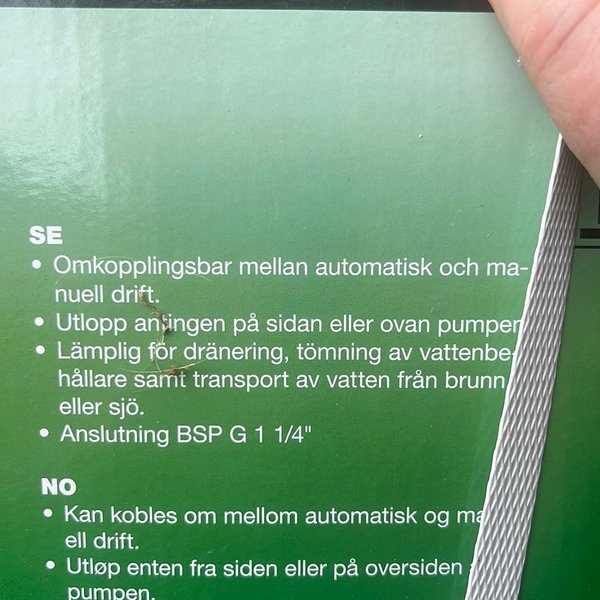 SE
• Omkopplingsbar mellan automatisk och ma-
nuell drift.
• Utlopp antingen på sidan eller ovan pumpen
• Lämplig för dränering, tömning av vattenbe-
hållare samt transport av vatten från brunn
eller sjö.
• Anslutning BSP G 1 1/4"
NO
• Kan kobles om mellom automatisk og
ell drift.
• Utløp enten fra siden eller på oversiden
pumpen.